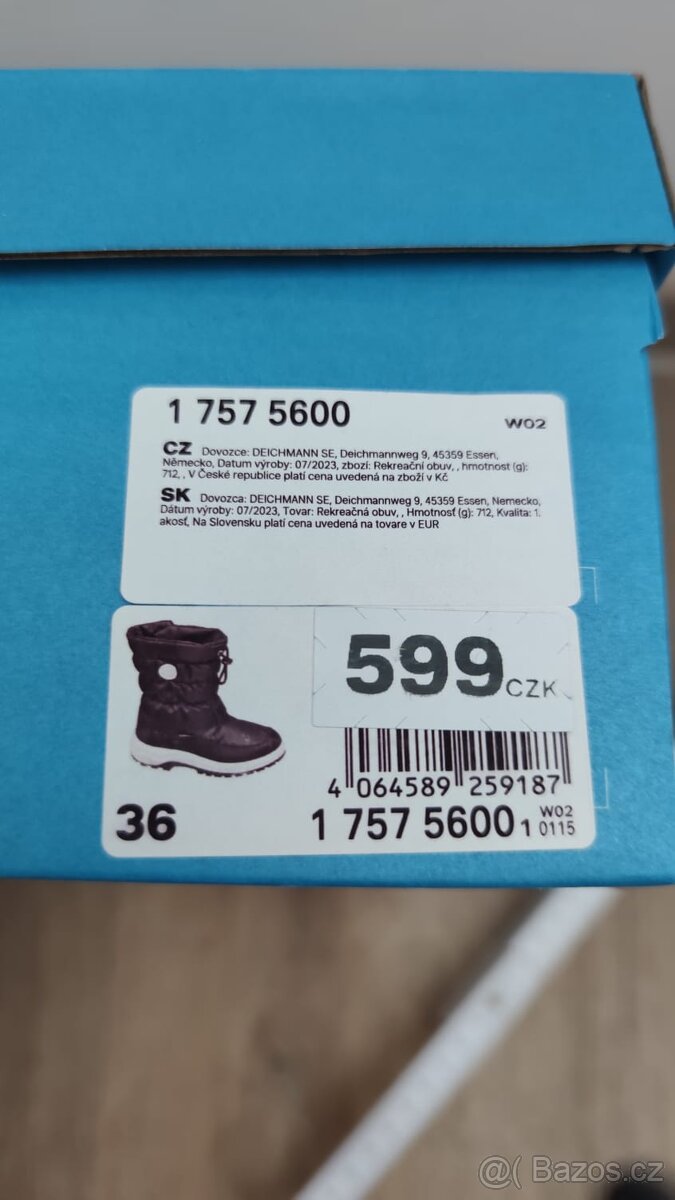 1 757 5600
W02
CZ Dovozce: DEICHMANN SE, Deichmannweg 9, 45359 Essen,
Německo, Datum výroby: 07/2023, zbozí: Rekreační obuv, , hmotnost (g):
712, , V České republice platí cena uvedená na zboží v Kč
SK Dovozca: DEICHMANN SE, Deichmannweg 9, 45359 Essen, Nemecko,
Dátum výroby: 07/2023, Tovar: Rekreačná obuv, , Hmotnosť (g): 712, Kvalita: 1.
akosť, Na Slovensku platí cena uvedená na tovare v EUR
599 CZK
4 064589 259187
36
1 757 5600 1
W02
0115
@( Bazoš.cz